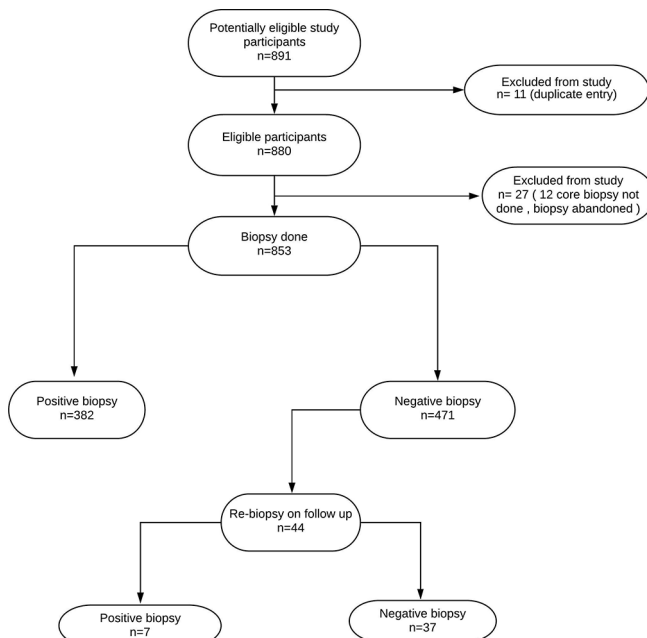 Potentially eligible study
participants
n=891
Excluded from study
n= 11 (duplicate entry)
Eligible participants
n=880
Excluded from study
n= 27 ( 12 core biopsy not
done , biopsy abandoned )
Biopsy done
n=853
Positive biopsy
n=382
Negative biopsy
n=471
Re-biopsy on follow up
n=44
Positive biopsy
n=7
Negative biopsy
n=37